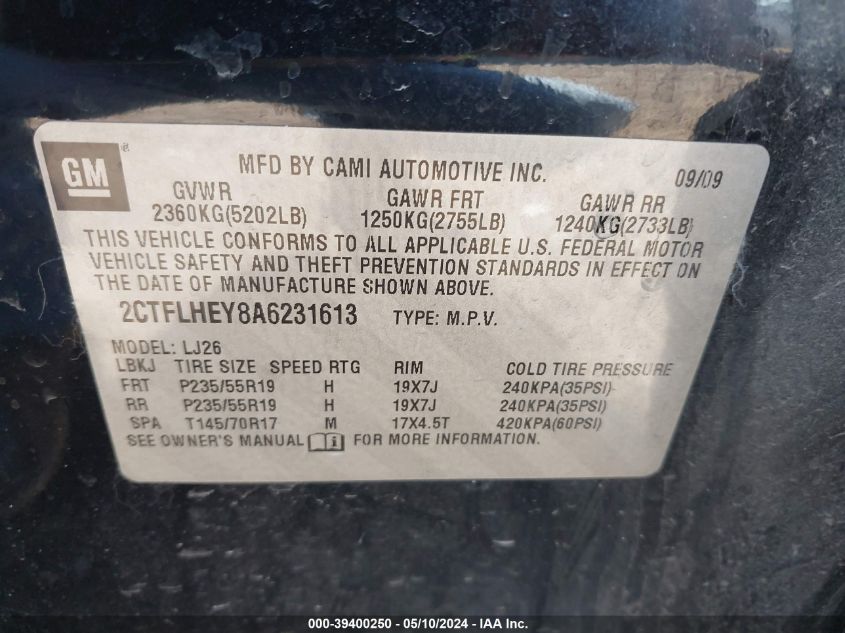 GM
MFD BY CAMI AUTOMOTIVE INC. 09/09
GVWR GAWR FRT GAWR RR
2360KG(5202LB) 1250KG(2755LB) 1240KG(2733LB)
THIS VEHICLE CONFORMS TO ALL APPLICABLE U.S. FEDERAL MOTOR
VEHICLE SAFETY AND THEFT PREVENTION STANDARDS IN EFFECT ON
THE DATE OF MANUFACTURE SHOWN ABOVE.
2CTFLHEY8A6231613 TYPE: M.P.V.
MODEL: LJ26
LBKJ TIRE SIZE SPEED RTG RIM COLD TIRE PRESSURE
FRT P235/55R19 H 19X7J 240KPA(35PSI)
RR P235/55R19 H 19X7J 240KPA(35PSI)
SPA T145/70R17 M 17X4.5T 420KPA(60PSI)
SEE OWNER'S MANUAL i FOR MORE INFORMATION.
000-39400250 - 05/10/2024 - IAA Inc.